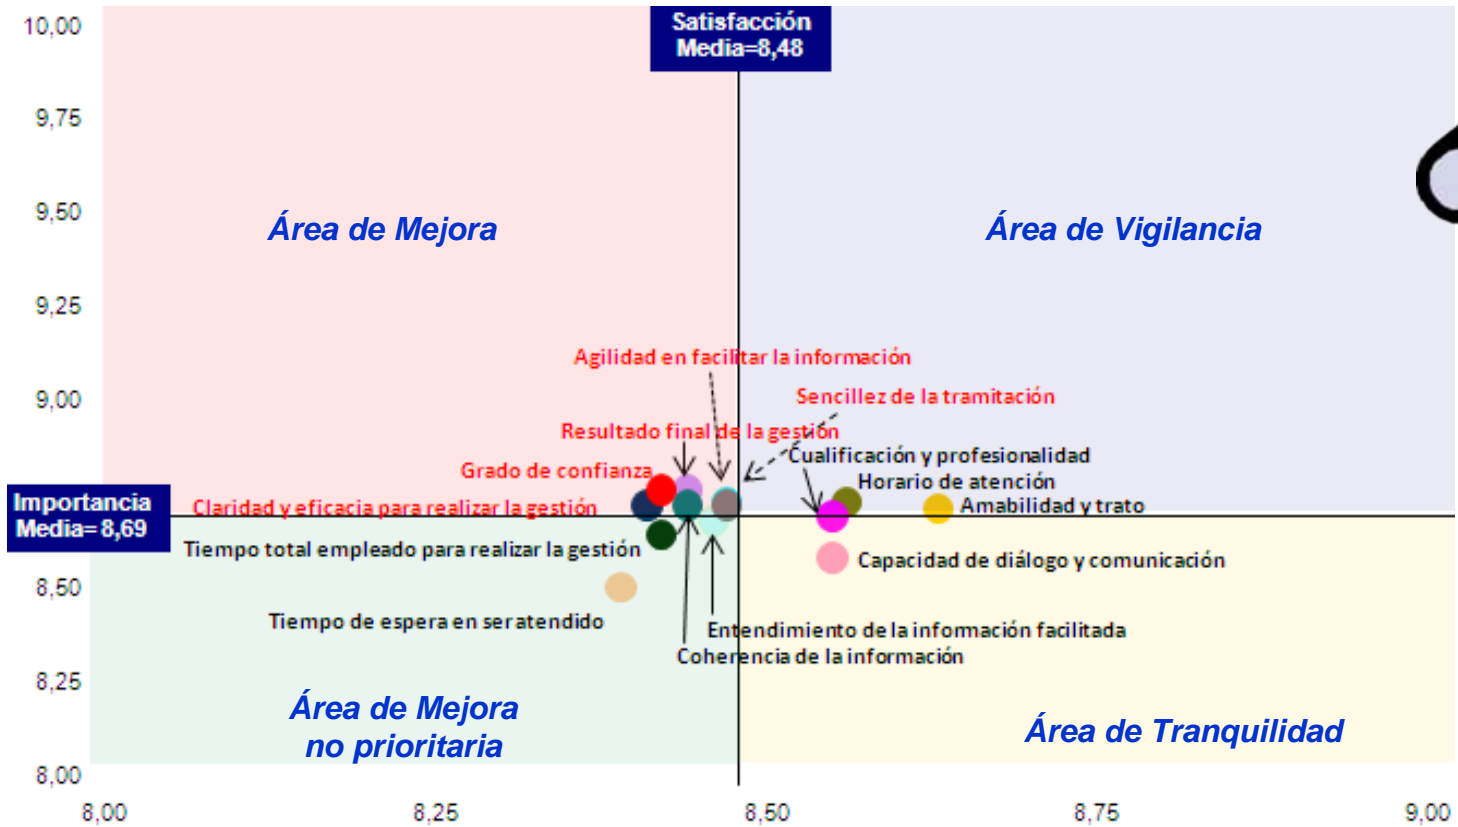 10,00
Satisfacción
Media=8,48
9,75
9,50
Área de Mejora
Área de Vigilancia
9,25
Agilidad en facilitar la información
9,00
Sencillez de la tramitación
Resultado final de la gestión
Cualificación y profesionalidad
Grado de confianza
Horario de atención
Importancia
Media= 8,69
Claridad y eficacia para realizar la gestión
Amabilidad y trato
Tiempo total empleado para realizar la gestión
Capacidad de diálogo y comunicación
8,50
Tiempo de espera en ser atendido
Entendimiento de la información facilitada
Coherencia de la información
8,25
Área de Mejora
no prioritaria
Área de Tranquilidad
8,00
8,00
8,25
8,50
8,75
9,00